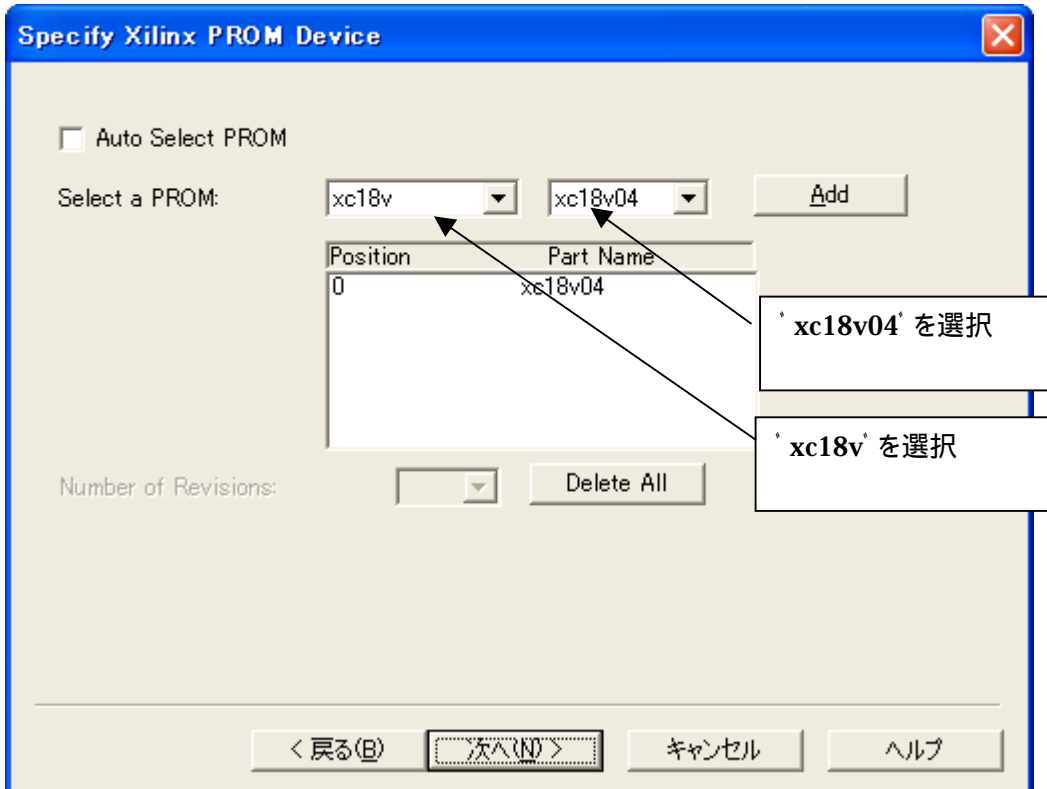 Specify Xilinx PROM Device
Auto Select PROM
Select a PROM:
xc18v
xc18v04
Add
Position Part Name
0 xc18v04
゛xc18v04゛を選択
゛xc18v゛を選択
Number of Revisions:
Delete All
< 戻る(B)
次へ(N) >
キャンセル
ヘルプ